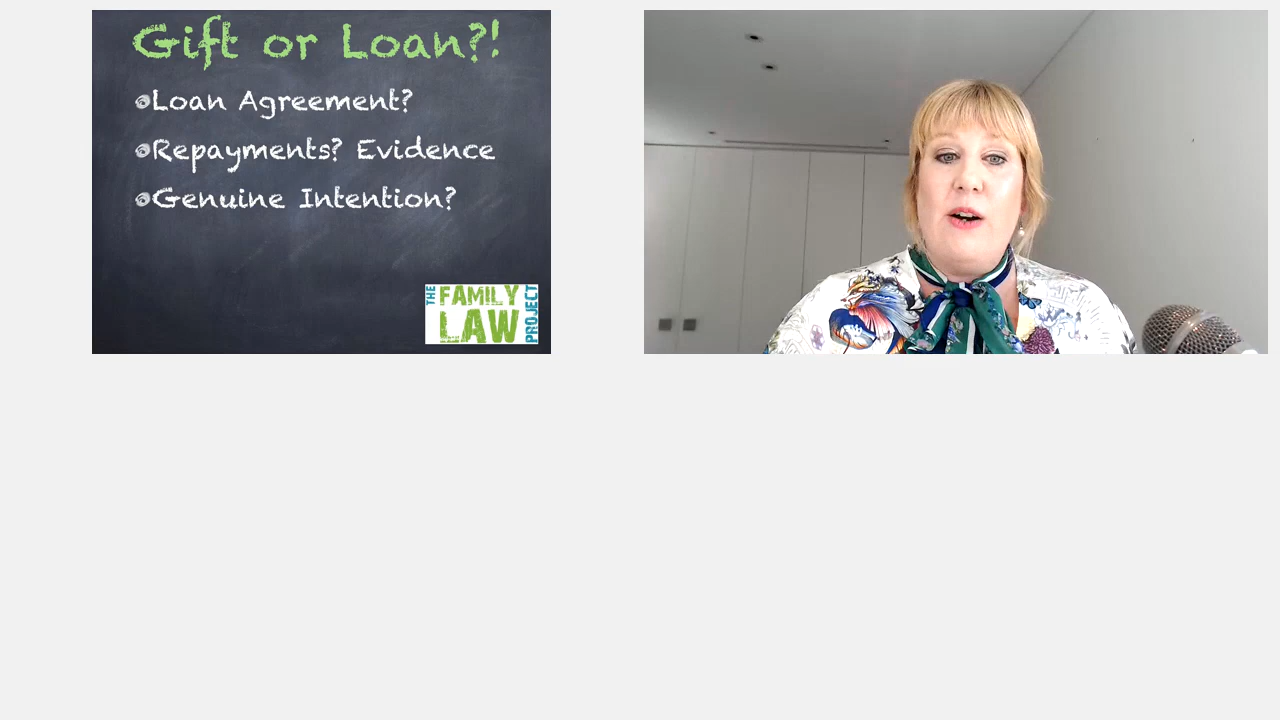 Gift or Loan?!
Loan Agreement?
Repayments? Evidence
Genuine Intention?
THE FAMILY LAW PROJECT